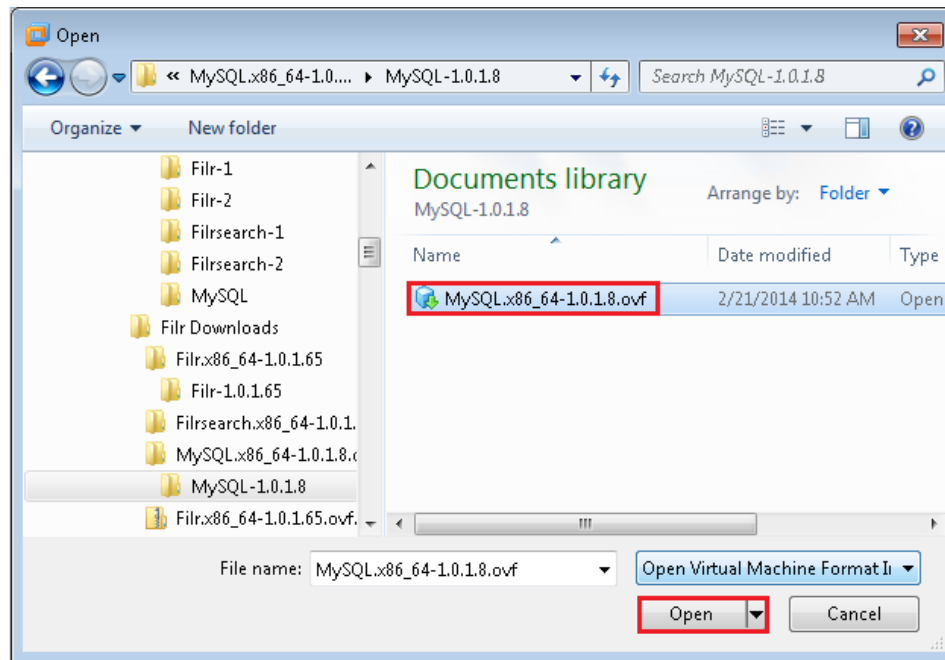 Open
« MySQL.x86_64-1.0.... MySQL-1.0.1.8 Search MySQL-1.0.1.8
Organize New folder
Filr-1
Filr-2
Filrsearch-1
Filrsearch-2
MySQL
Filr Downloads
Filr.x86_64-1.0.1.65
Filr-1.0.1.65
Filrsearch.x86_64-1.0.1.
MySQL.x86_64-1.0.1.8.
MySQL-1.0.1.8
Filr.x86_64-1.0.1.65.ovf.
Documents library
MySQL-1.0.1.8
Arrange by: Folder
Name Date modified Type
MySQL.x86_64-1.0.1.8.ovf 2/21/2014 10:52 AM Open
File name: MySQL.x86_64-1.0.1.8.ovf Open Virtual Machine Format
Open Cancel